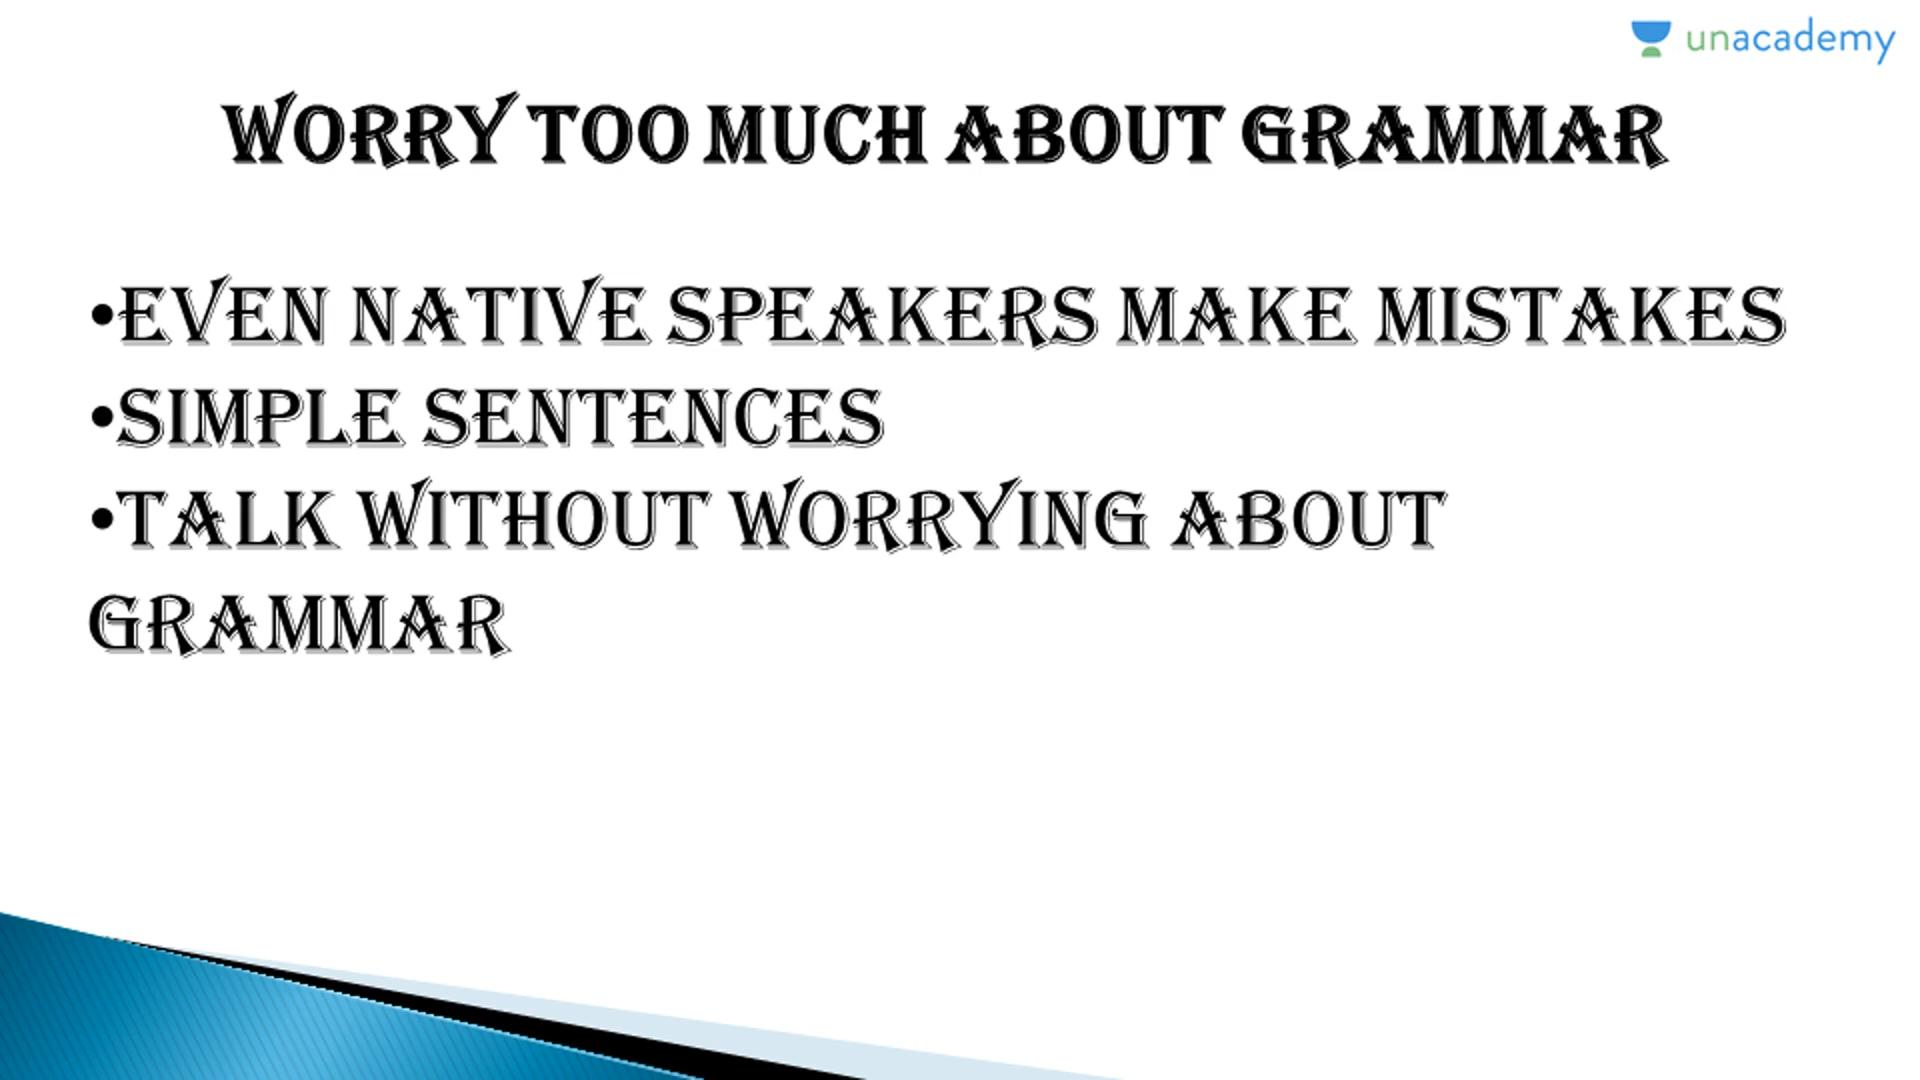 unacademy
WORRY TOO MUCH ABOUT GRAMMAR
•EVEN NATIVE SPEAKERS MAKE MISTAKES
•SIMPLE SENTENCES
•TALK WITHOUT WORRYING ABOUT
GRAMMAR